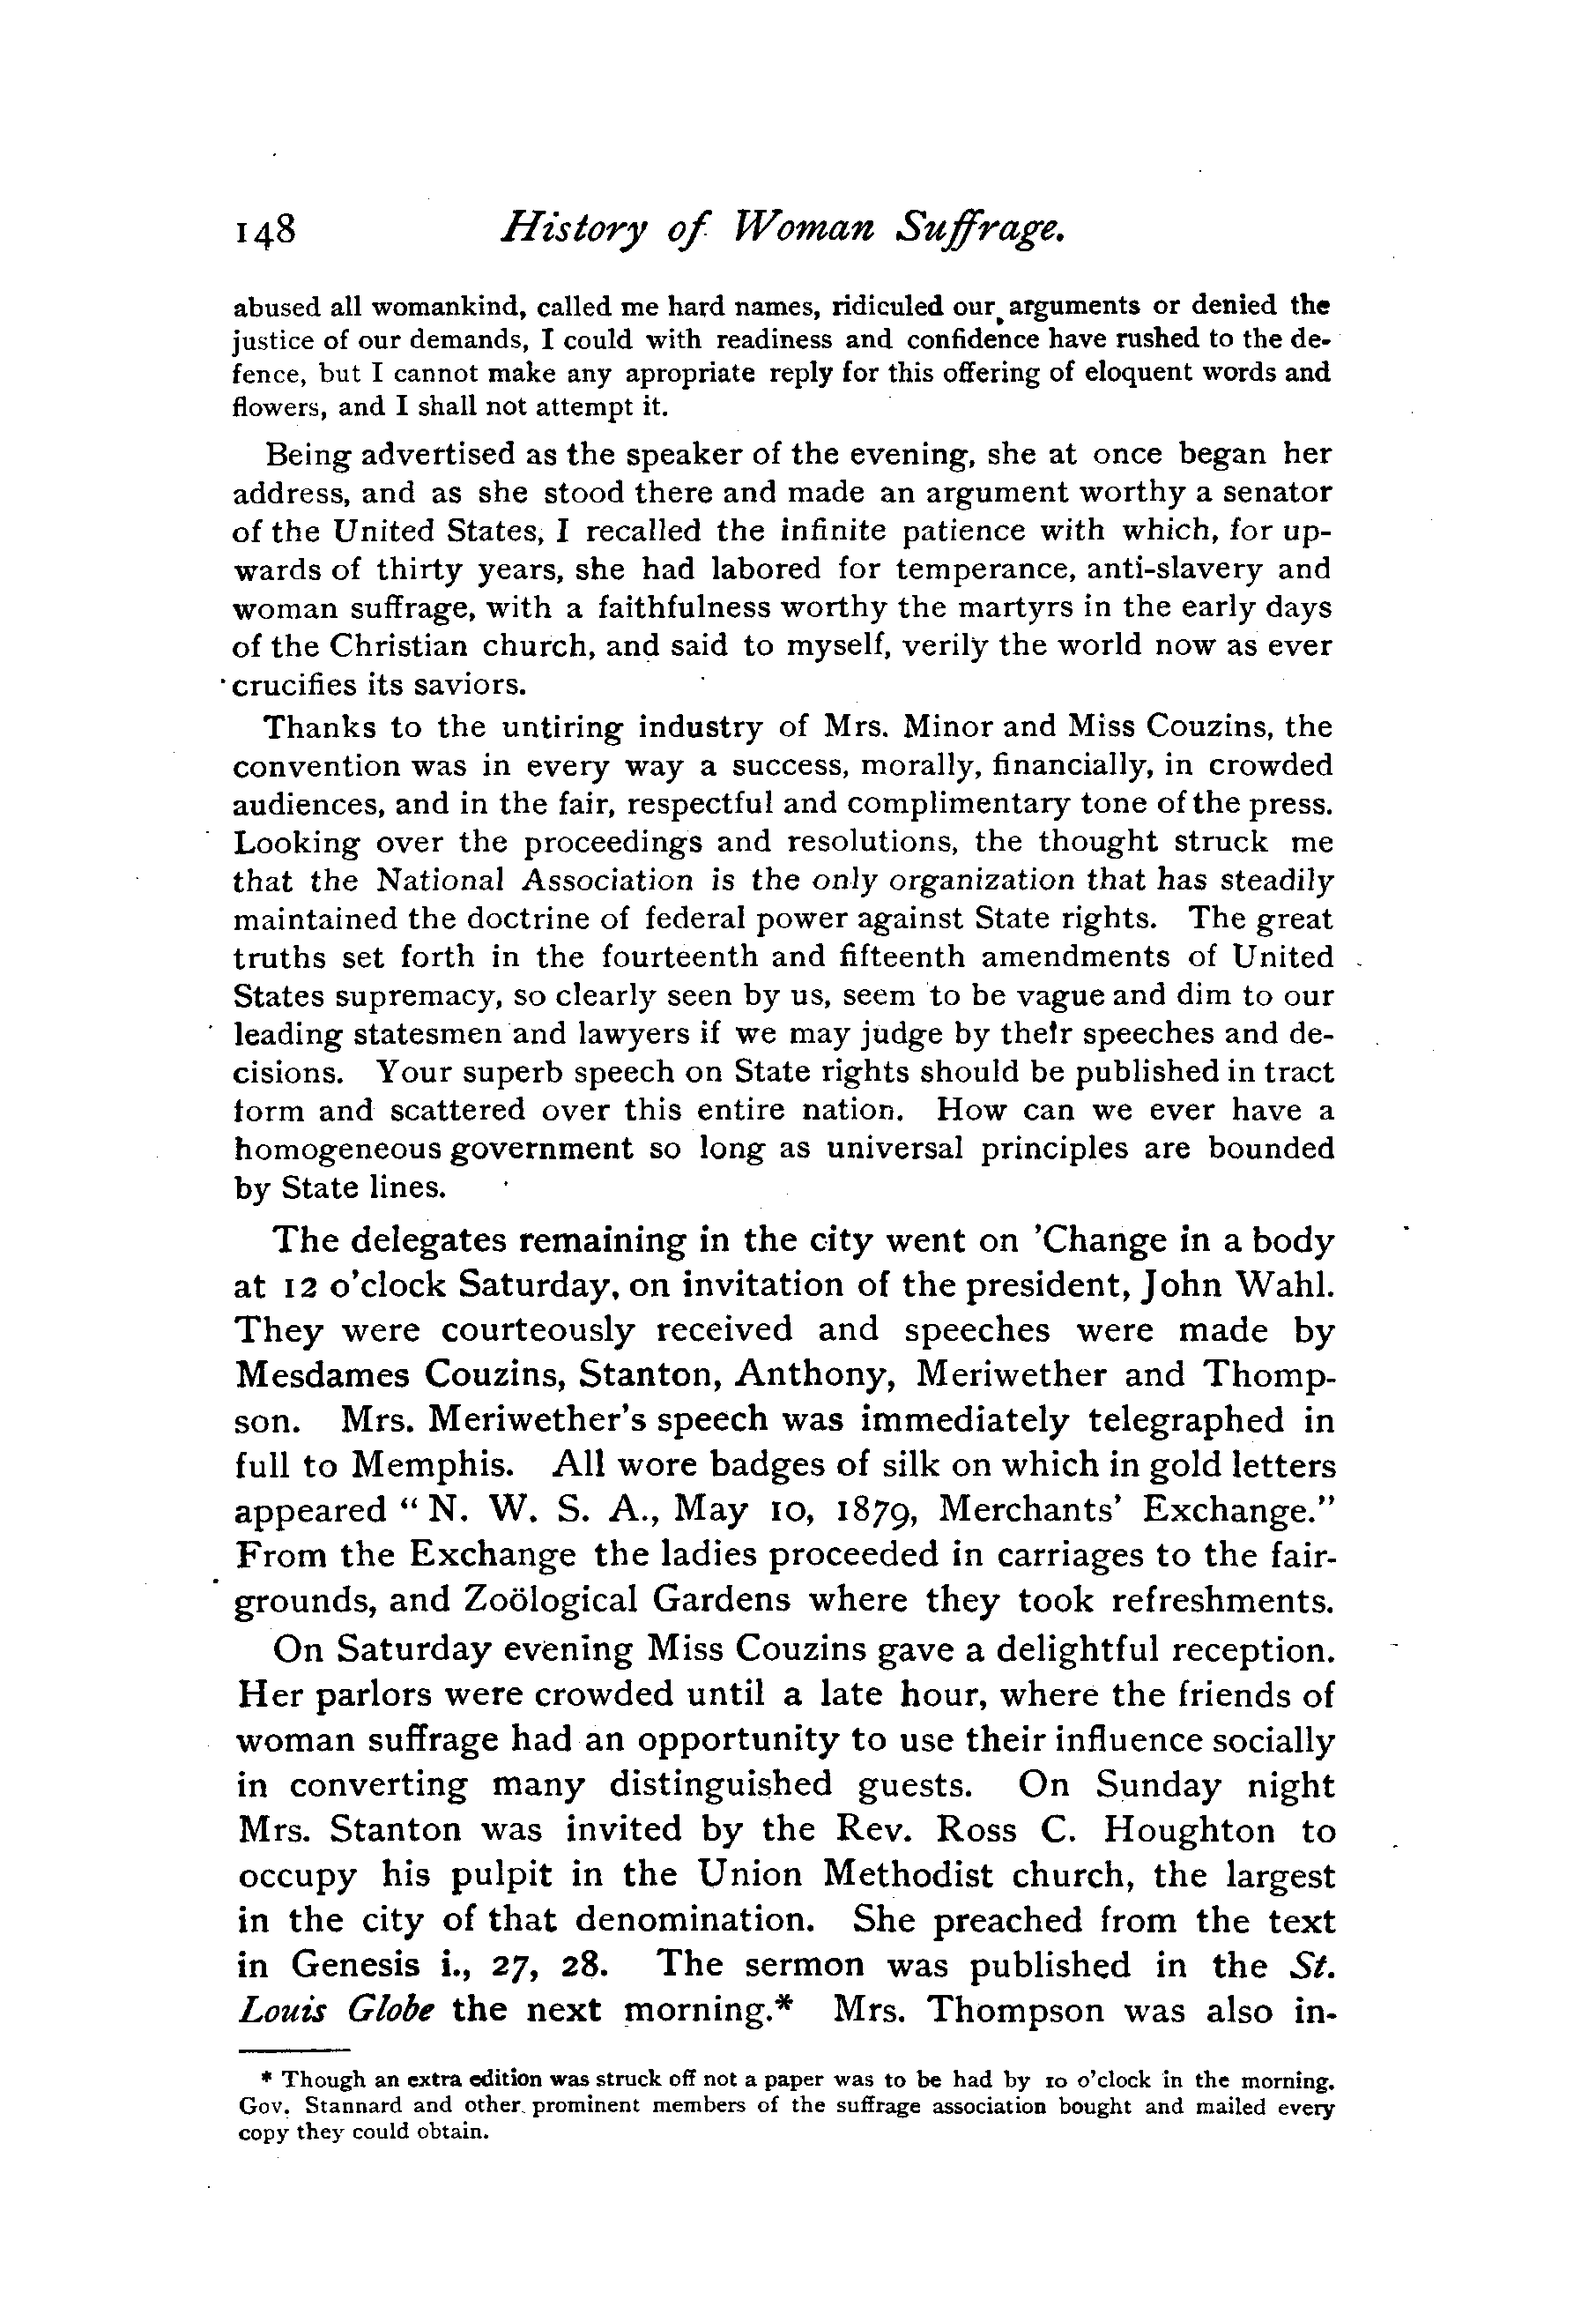 148 History of Woman Suffrage.
abused all womankind, called me hard names, ridiculed our arguments or denied the
justice of our demands, I could with readiness and confidence have rushed to the de-
fence, but I cannot make any apropriate reply for this offering of eloquent words and
flowers, and I shall not attempt it.
Being advertised as the speaker of the evening, she at once began her
address, and as she stood there and made an argument worthy a senator
of the United States, I recalled the infinite patience with which, for up-
wards of thirty years, she had labored for temperance, anti-slavery and
woman suffrage, with a faithfulness worthy the martyrs in the early days
of the Christian church, and said to myself, verily the world now as ever
crucifies its saviors.
Thanks to the untiring industry of Mrs. Minor and Miss Couzins, the
convention was in every way a success, morally, financially, in crowded
audiences, and in the fair, respectful and complimentary tone of the press.
Looking over the proceedings and resolutions, the thought struck me
that the National Association is the only organization that has steadily
maintained the doctrine of federal power against State rights. The great
truths set forth in the fourteenth and fifteenth amendments of United
States supremacy, so clearly seen by us, seem to be vague and dim to our
leading statesmen and lawyers if we may judge by their speeches and de-
cisions. Your superb speech on State rights should be published in tract
form and scattered over this entire nation. How can we ever have a
homogeneous government so long as universal principles are bounded
by State lines.
The delegates remaining in the city went on 'Change in a body
at 12 o'clock Saturday, on invitation of the president, John Wahl.
They were courteously received and speeches were made by
Mesdames Couzins, Stanton, Anthony, Meriwether and Thomp-
son. Mrs. Meriwether's speech was immediately telegraphed in
full to Memphis. All wore badges of silk on which in gold letters
appeared "N. W. S. A., May 10, 1879, Merchants' Exchange."
From the Exchange the ladies proceeded in carriages to the fair-
grounds, and Zoölogical Gardens where they took refreshments.
On Saturday evening Miss Couzins gave a delightful reception.
Her parlors were crowded until a late hour, where the friends of
woman suffrage had an opportunity to use their influence socially
in converting many distinguished guests. On Sunday night
Mrs. Stanton was invited by the Rev. Ross C. Houghton to
occupy his pulpit in the Union Methodist church, the largest
in the city of that denomination. She preached from the text
in Genesis i., 27, 28. The sermon was published in the St.
Louis Globe the next morning.* Mrs. Thompson was also in-
* Though an extra edition was struck off not a paper was to be had by 10 o'clock in the morning.
Gov. Stannard and other prominent members of the suffrage association bought and mailed every
copy they could obtain.